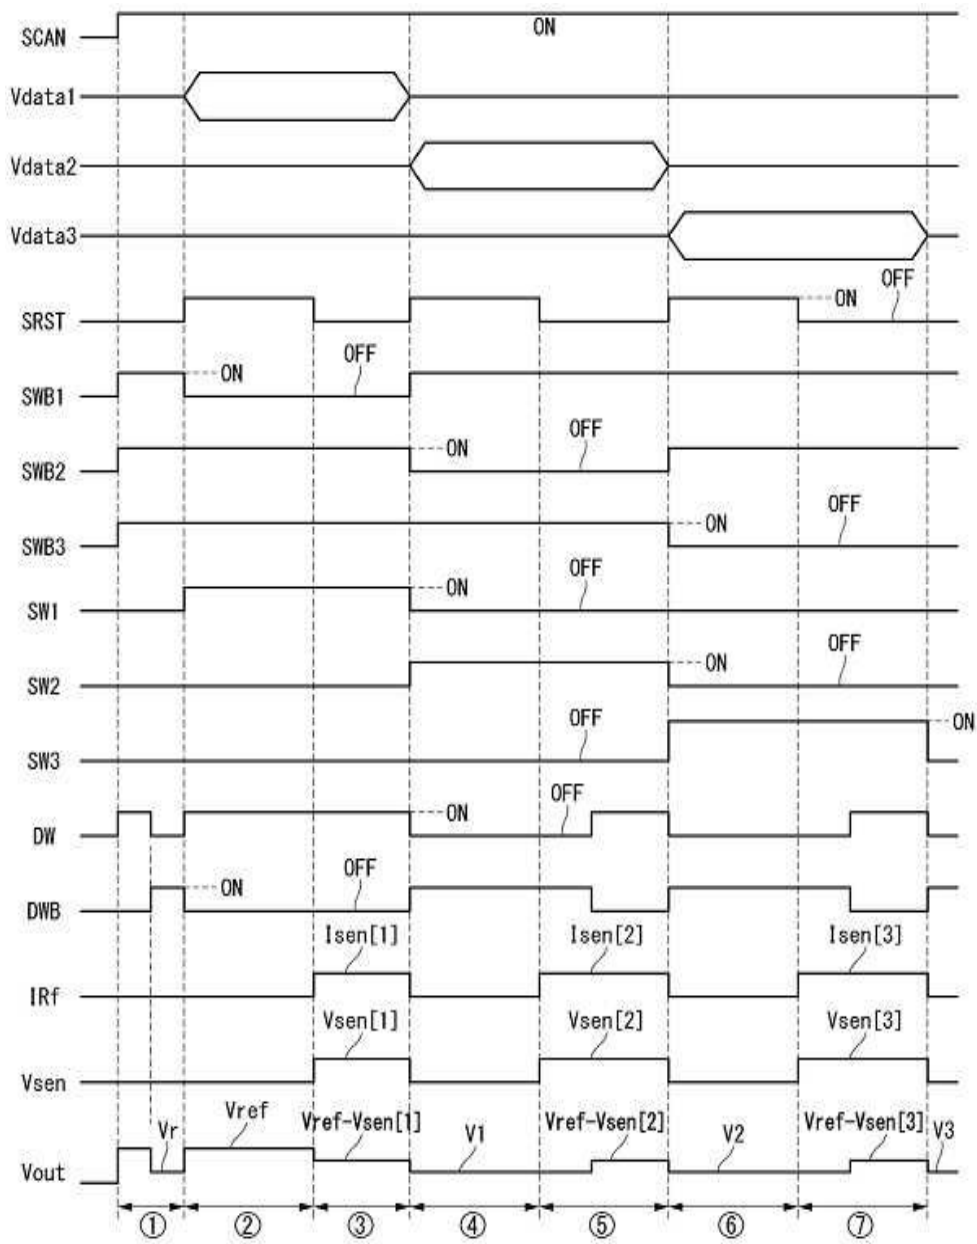 SCAN
ON
Vdata1
Vdata2
Vdata3
OFF
ON
SRST
OFF
ON
SWB1
OFF
ON
SWB2
OFF
ON
SWB3
OFF
ON
SW1
OFF
ON
SW2
OFF
ON
SW3
OFF
ON
DW
OFF
ON
DWB
Isen[1] Isen[2] Isen[3]
IRf
Vsen[1] Vsen[2] Vsen[3]
Vsen
Vr Vref Vref-Vsen[1] V1 Vref-Vsen[2] V2 Vref-Vsen[3] V3
Vout
① ② ③ ④ ⑤ ⑥ ⑦